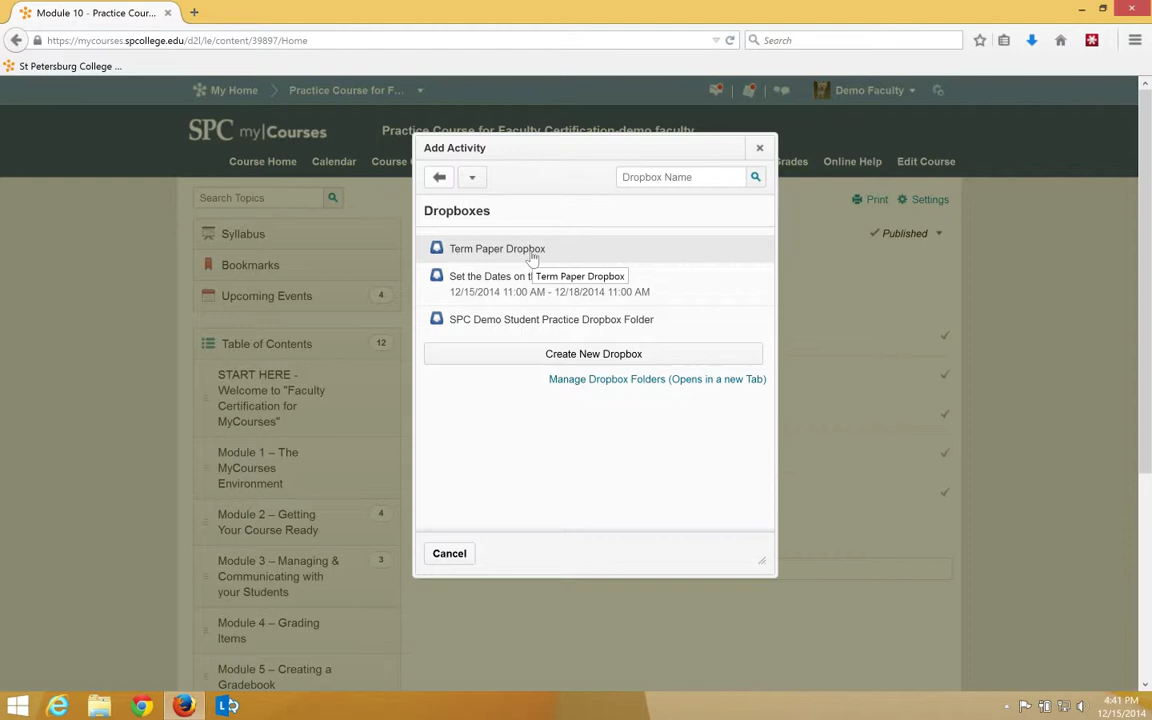 Module 10 - Practice Cour...
https://mycourses.spcollege.edu/d2l/le/content/39897/Home
Search
St Petersburg College ...
My Home
Practice Course for F...
Demo Faculty
SPC my|Courses
Practice Course for Faculty Certification-demo faculty
Course Home
Calendar
Course C
Grades
Online Help
Edit Course
Search Topics
Print
Settings
Published
Syllabus
Bookmarks
Upcoming Events
4
Table of Contents
12
START HERE -
Welcome to "Faculty
Certification for
MyCourses"
Module 1 – The
MyCourses
Environment
Module 2 – Getting
Your Course Ready
4
Module 3 – Managing &
Communicating with
your Students
3
Module 4 – Grading
Items
Module 5 – Creating a
Gradebook
Add Activity
Dropbox Name
Dropboxes
Term Paper Dropbox
Set the Dates on t
Term Paper Dropbox
12/15/2014 11:00 AM - 12/18/2014 11:00 AM
SPC Demo Student Practice Dropbox Folder
Create New Dropbox
Manage Dropbox Folders (Opens in a new Tab)
Cancel
4:41 PM
12/15/2014